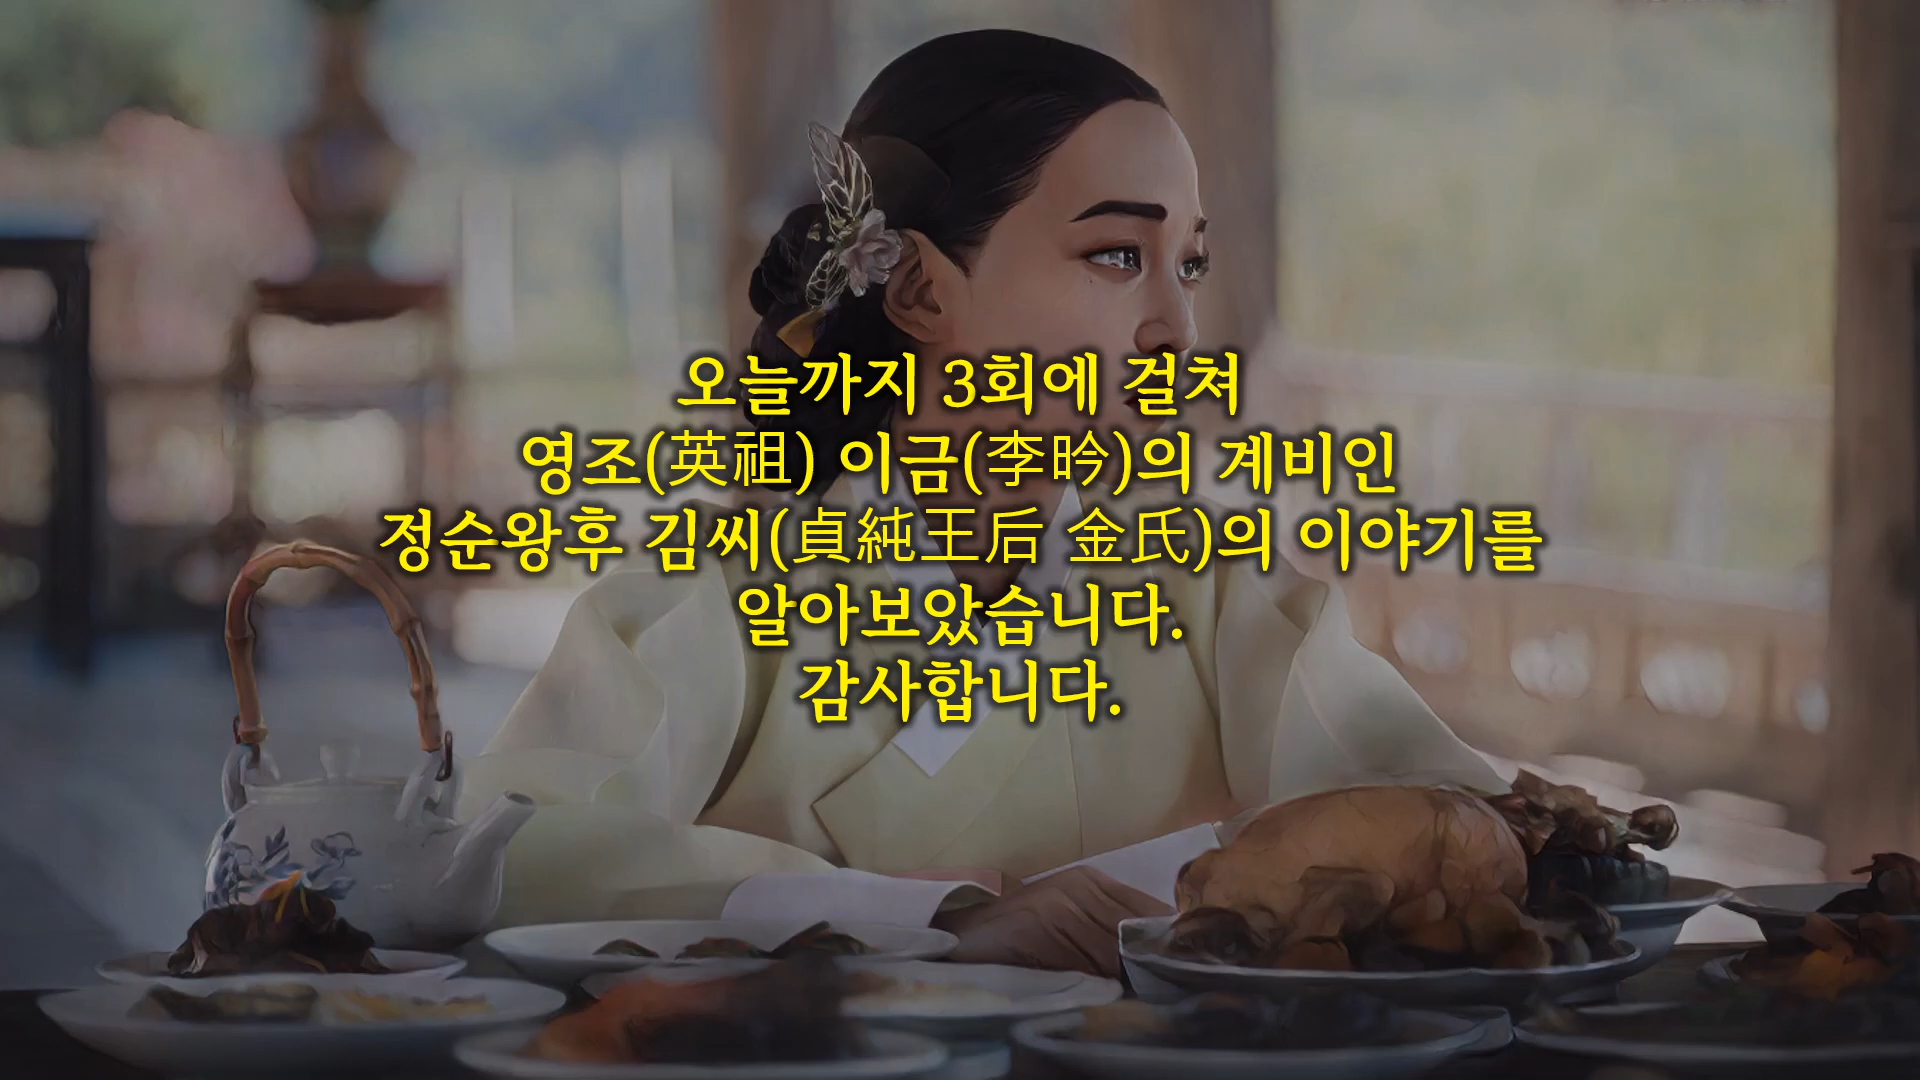 오늘까지 3회에 걸쳐
영조(英祖) 이금(李昑)의 계비인
정순왕후 김씨(貞純王后 金氏)의 이야기를
알아보았습니다.
감사합니다.